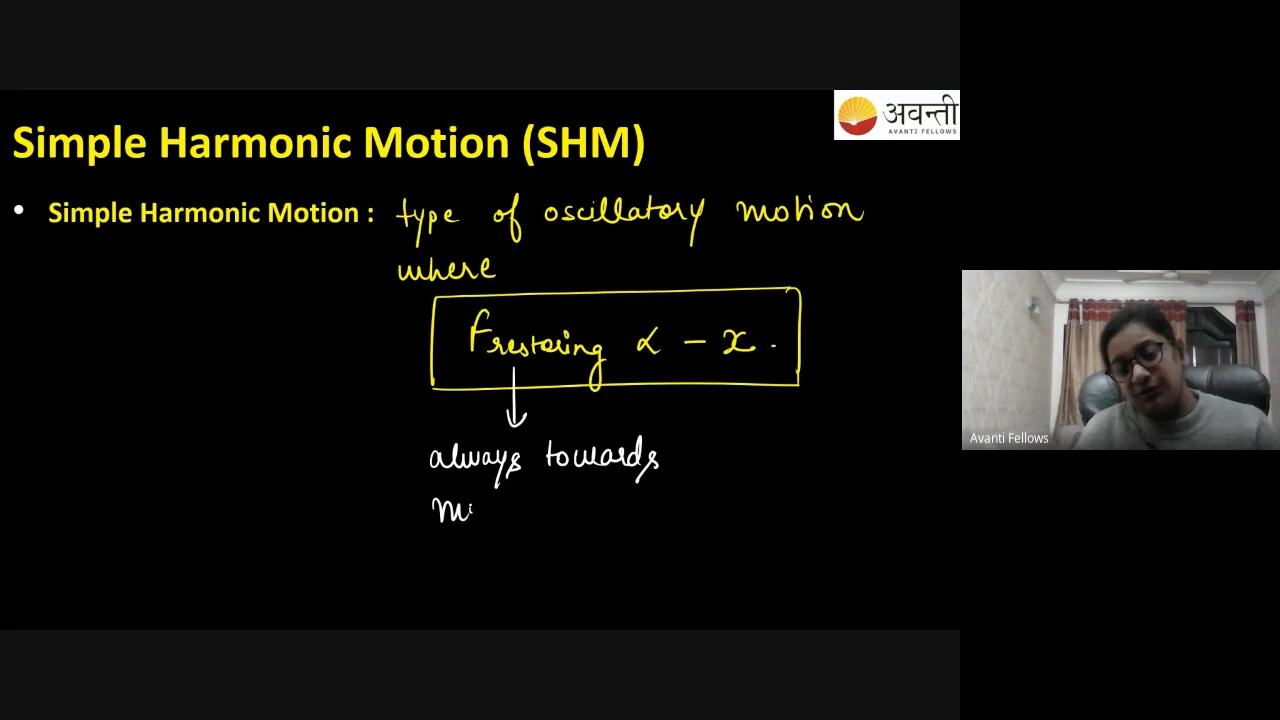 Simple Harmonic Motion (SHM)
अवन्ती
AVANTI FELLOWS
• Simple Harmonic Motion : type of oscillatory motion
where
Frestoring α - x.
always towards
Avanti Fellows